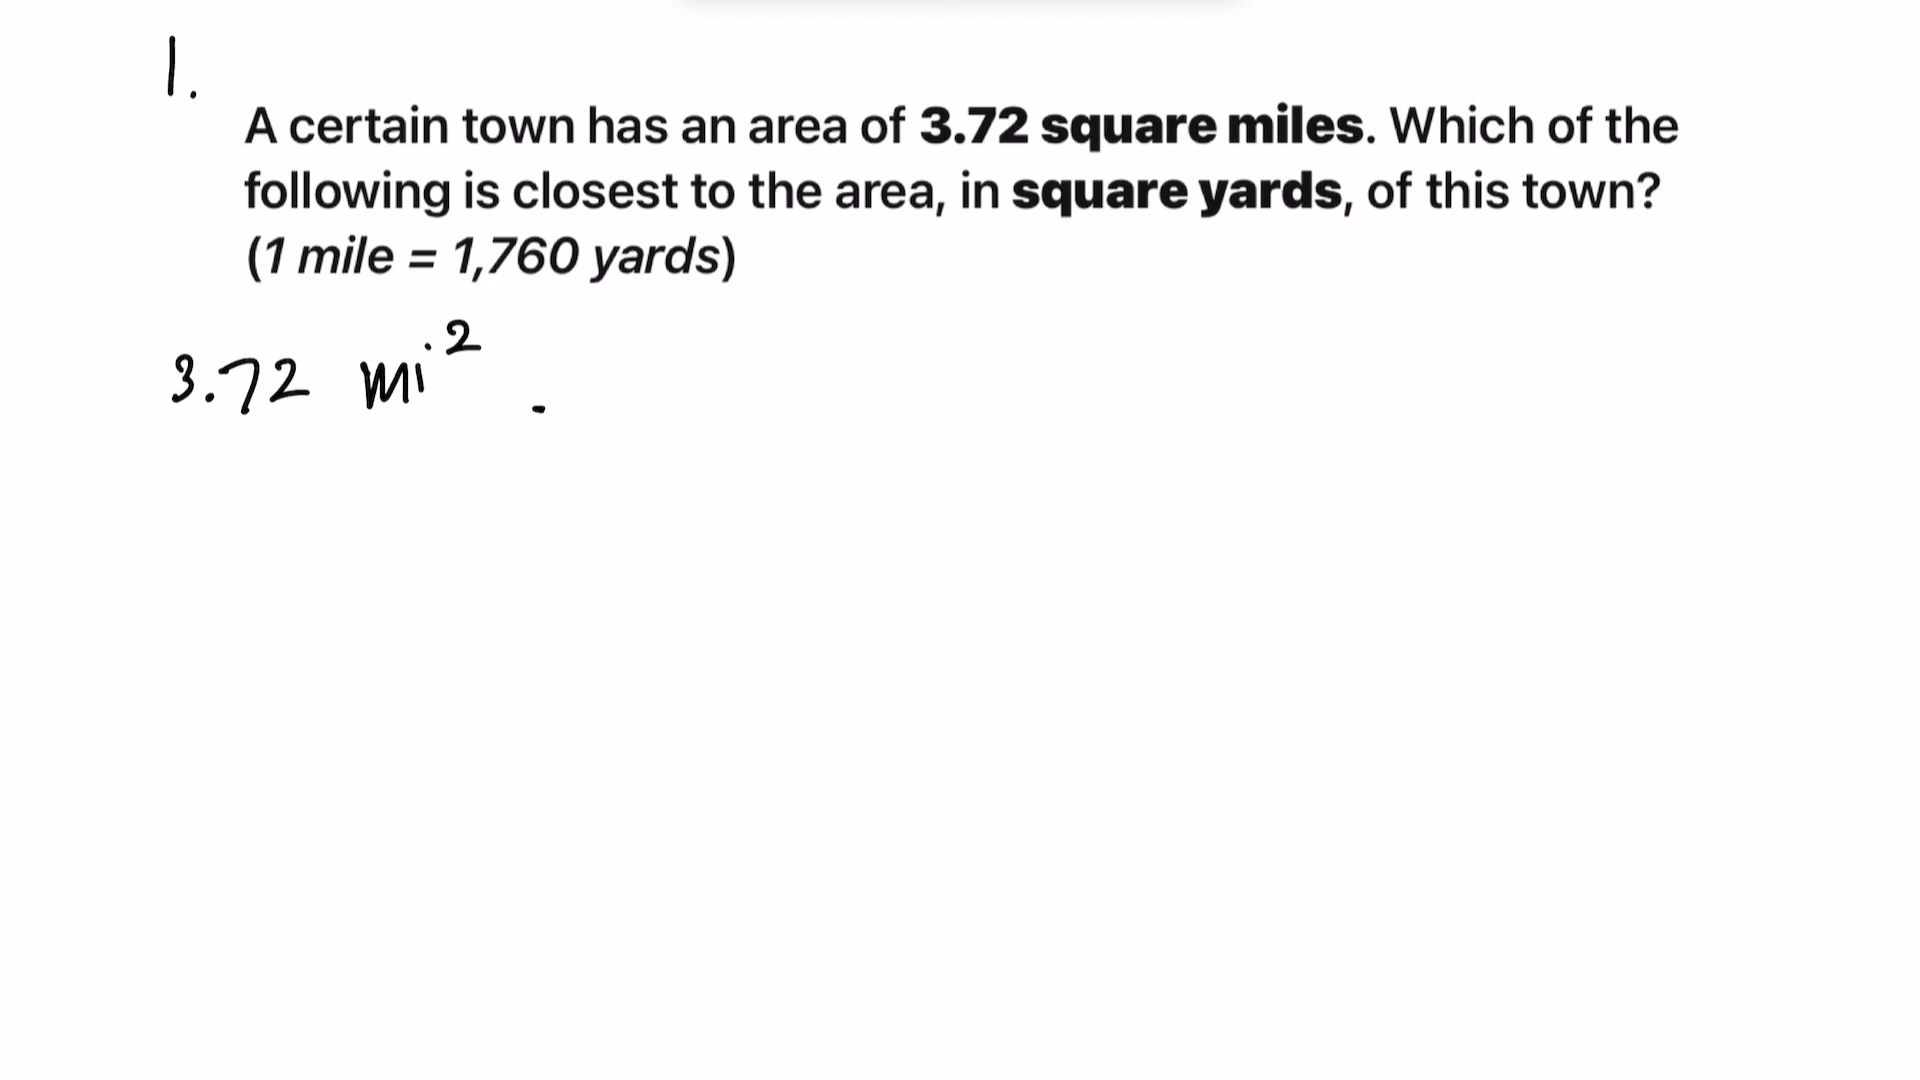 1.
A certain town has an area of 3.72 square miles. Which of the
following is closest to the area, in square yards, of this town?
(1 mile = 1,760 yards)
3.72 mi²